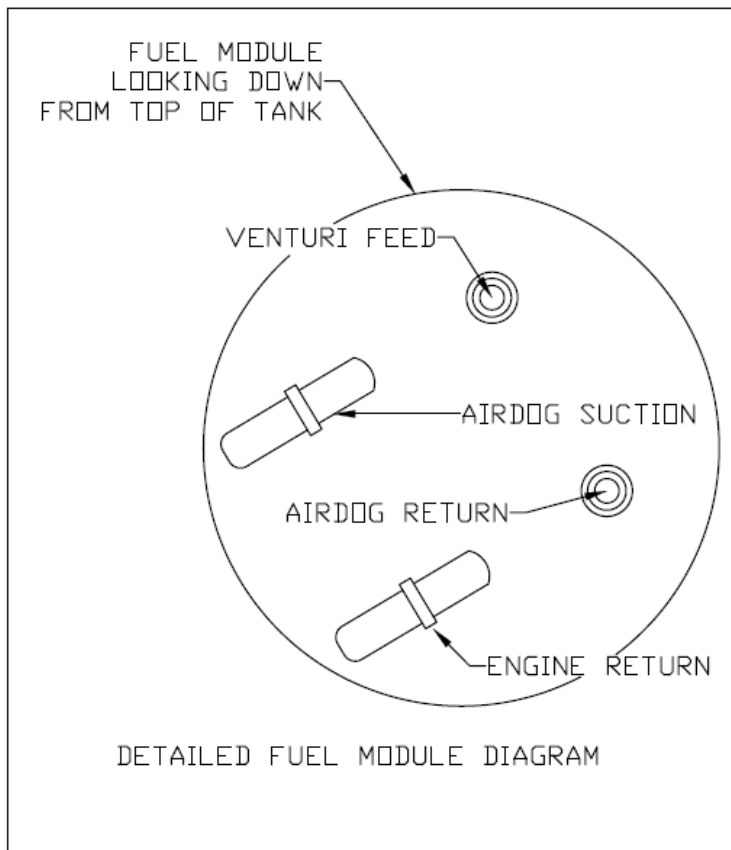 FUEL MODULE
LOOKING DOWN
FROM TOP OF TANK
VENTURI FEED
AIRDOG SUCTION
AIRDOG RETURN
ENGINE RETURN
DETAILED FUEL MODULE DIAGRAM